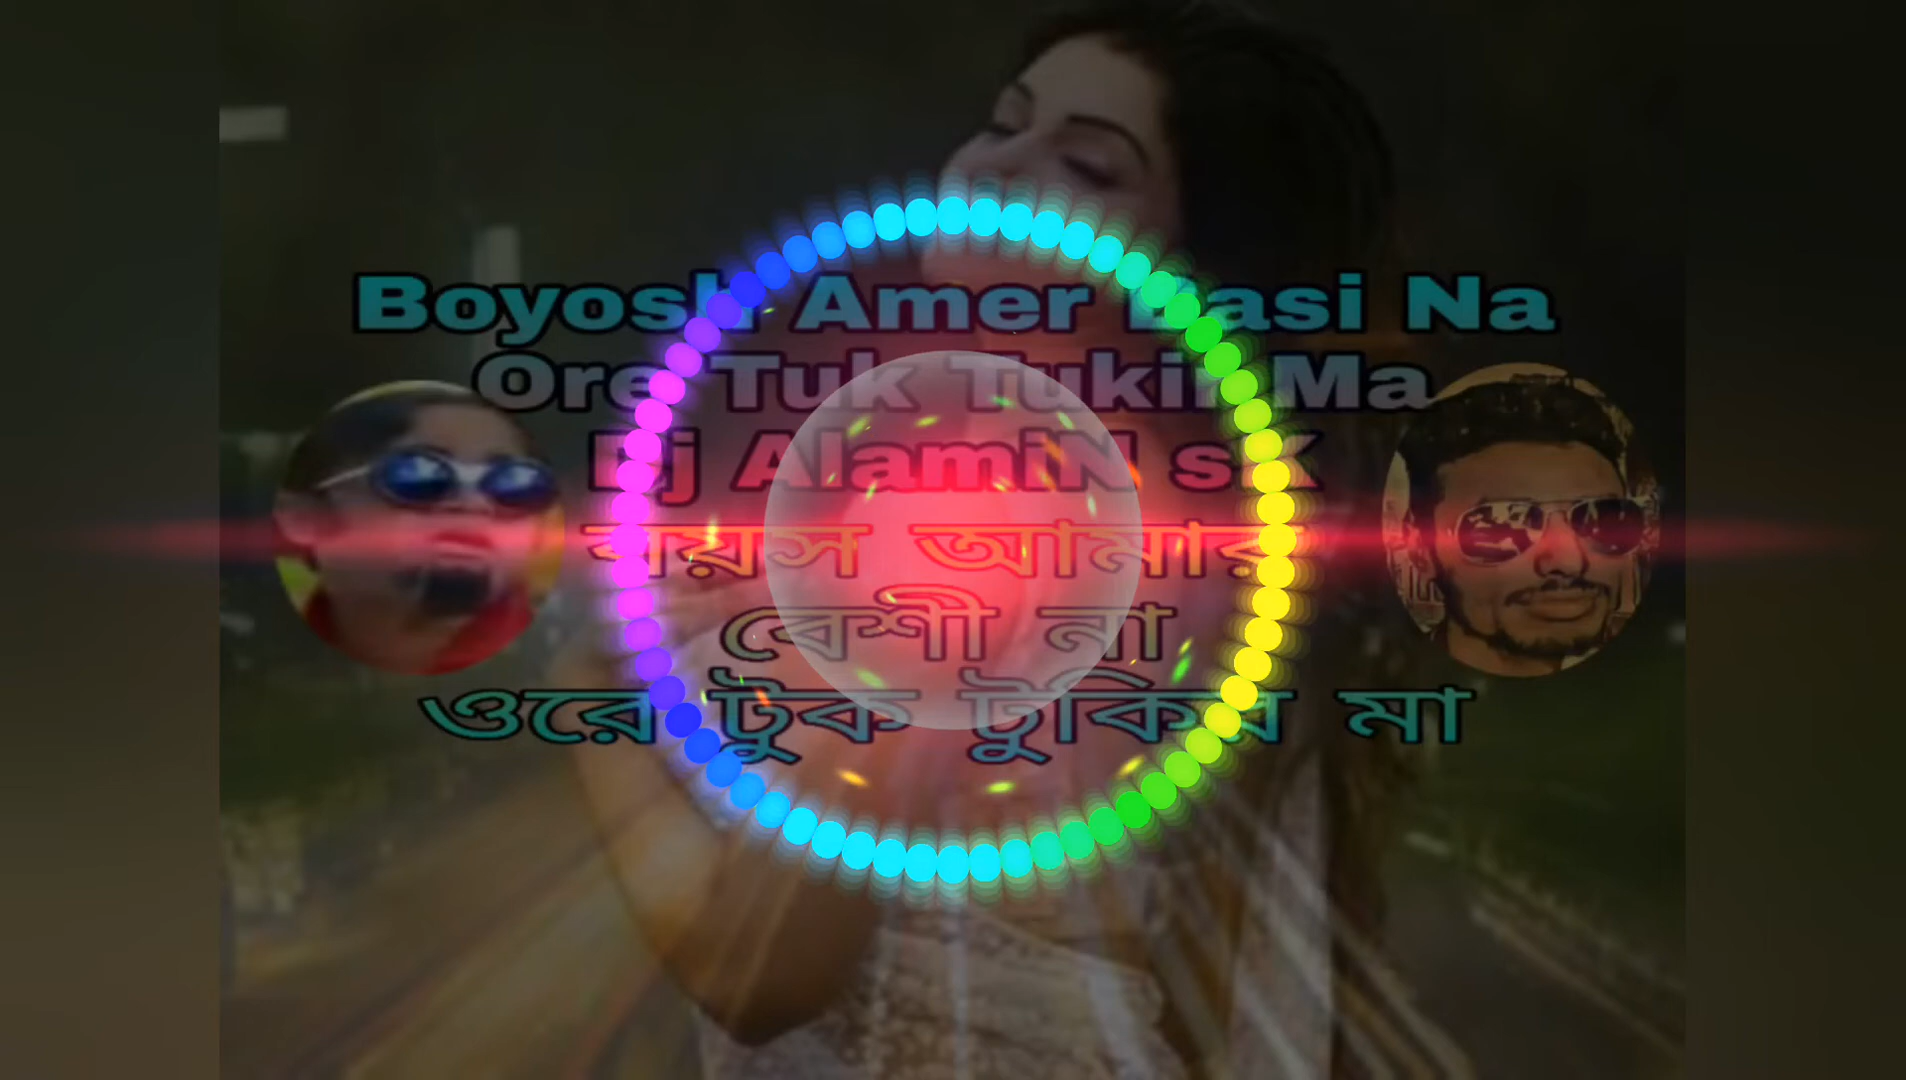 Boyosh Amer Basi Na
Ore Tuk Tukir Ma
Dj AlamiN sK
বয়স আমার
বেশী না
ওরে টুক টুকির মা